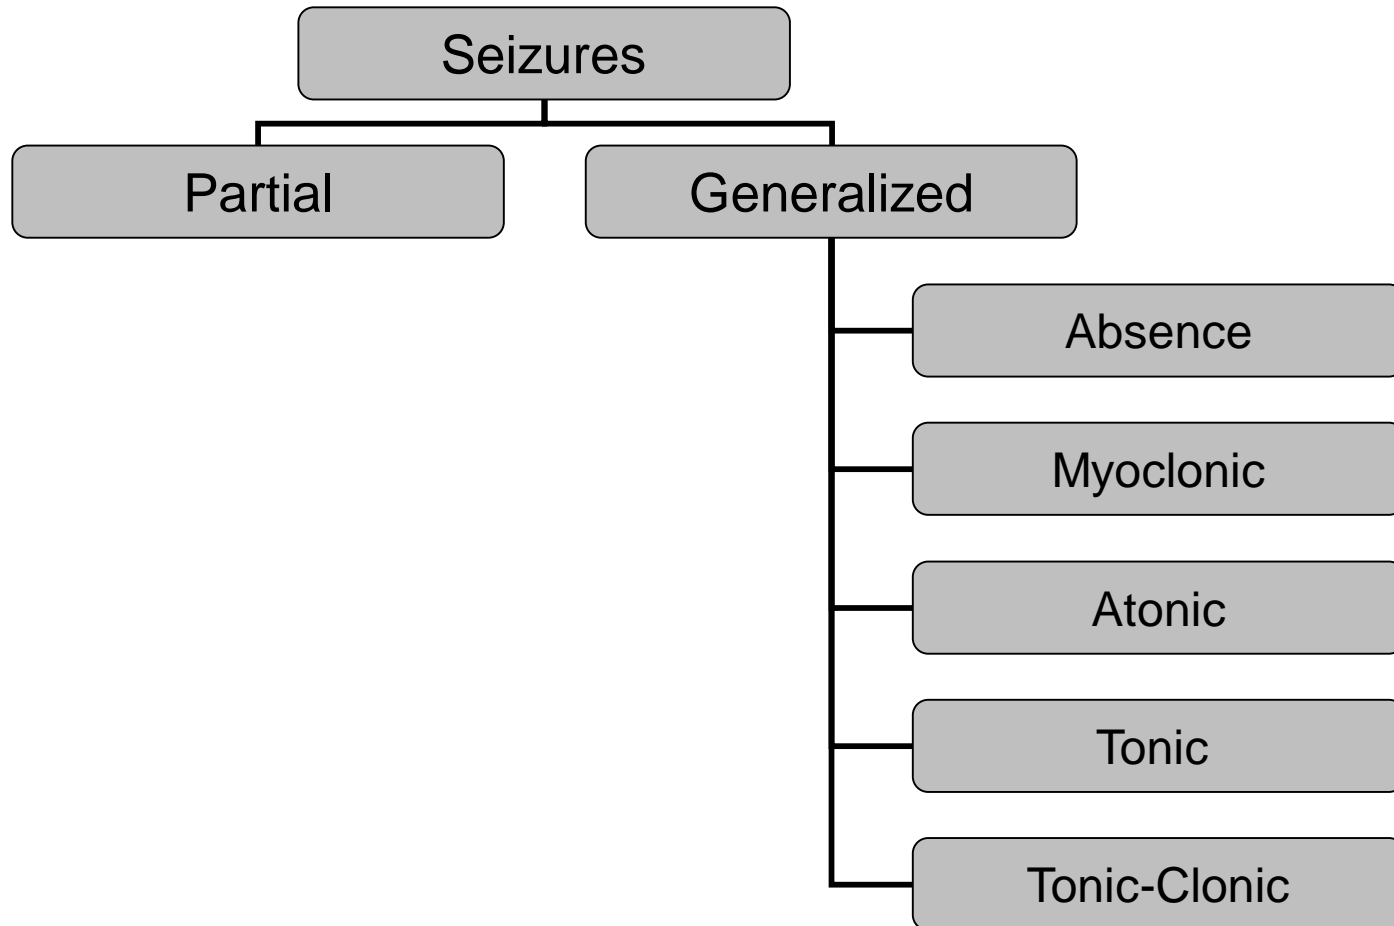 Seizures
Partial
Generalized
Absence
Myoclonic
Atonic
Tonic
Tonic-Clonic